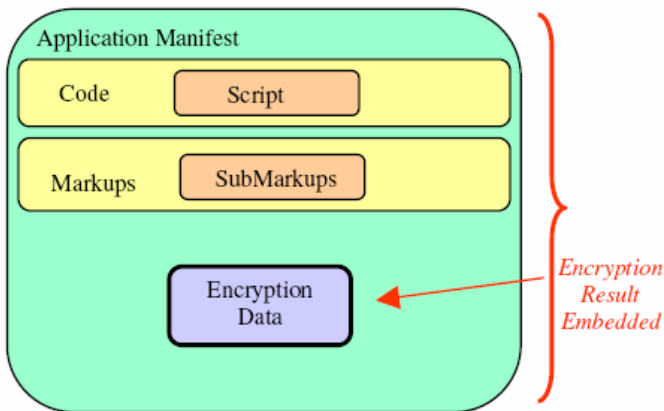 Application Manifest
Code
Script
Markups
SubMarkups
Encryption
Data
Encryption
Result
Embedded